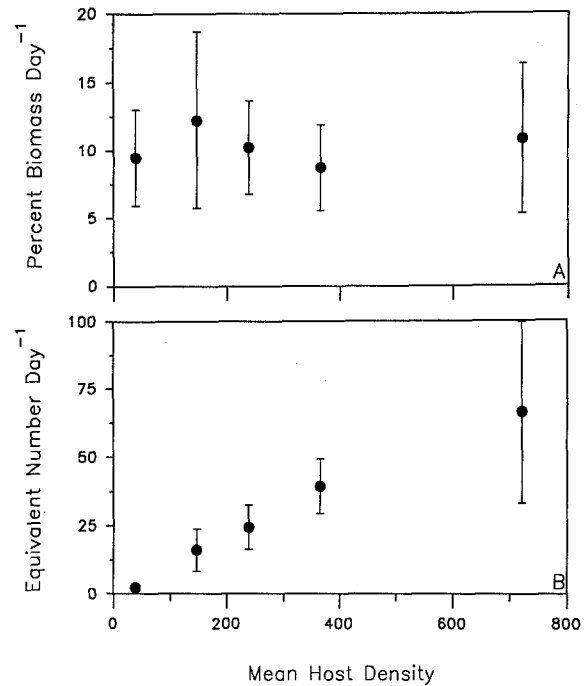 20
15
10
5
0
Percent Biomass Day⁻¹
A
100
75
50
25
0
Equivalent Number Day⁻¹
B
0 200 400 600 800
Mean Host Density